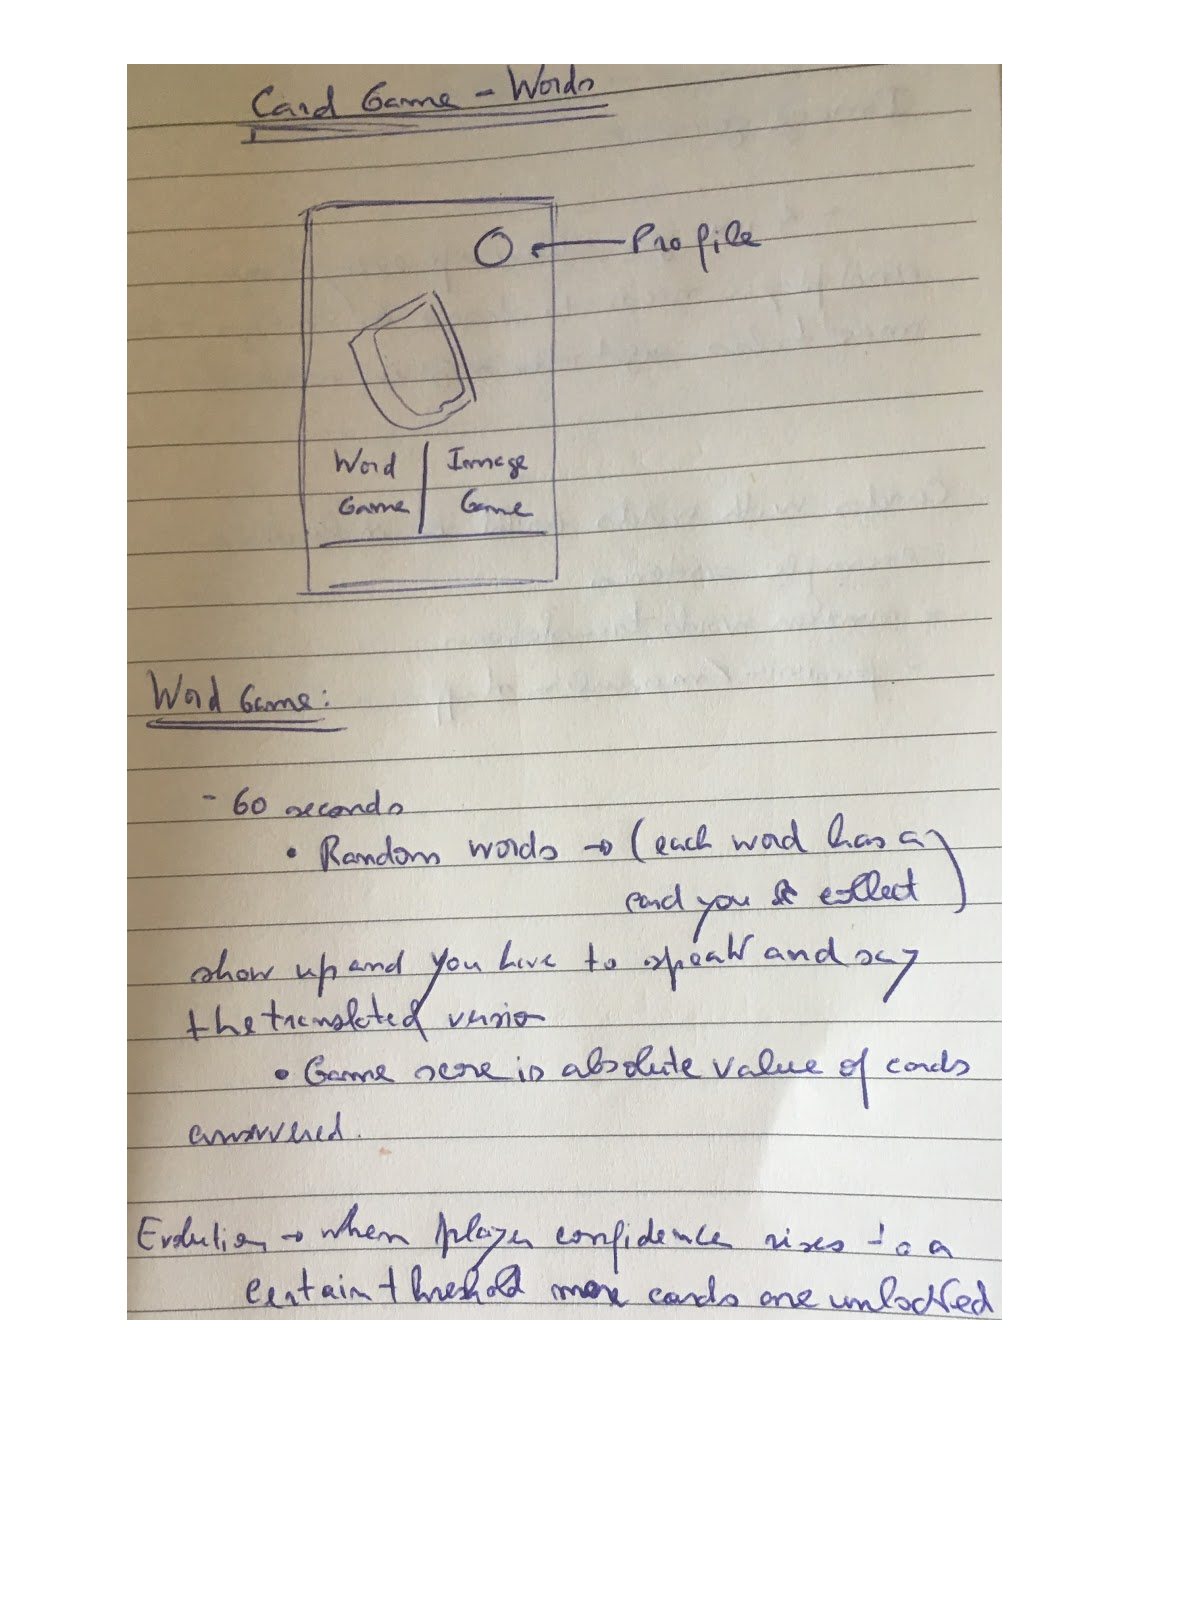 Card Game - Words
Profile
Word | Image
Game | Game
Word Game:
- 60 seconds
• Random words → (each word has a
card you collect)
show up and you have to speak and say
the translated version
• Game score is absolute value of cards
answered.
Evolution → when player confidence rises to a
certain threshold more cards are unlocked